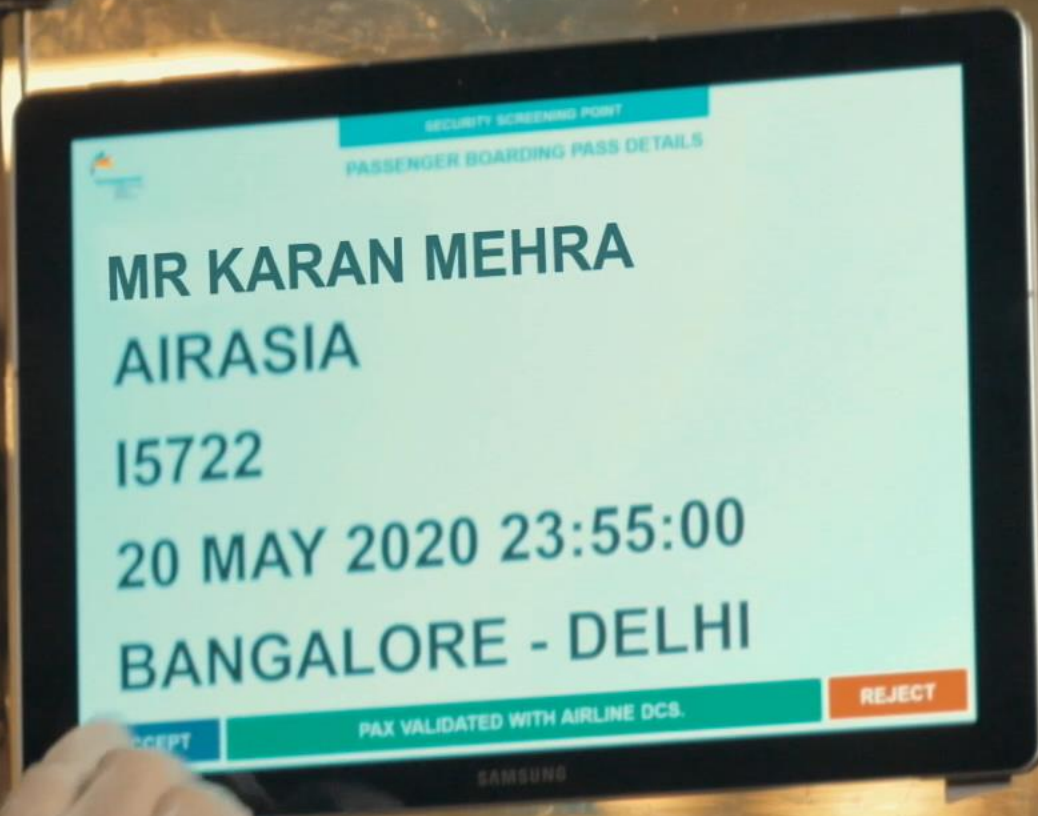 SECURITY SCREENING POINT
PASSENGER BOARDING PASS DETAILS
MR KARAN MEHRA
AIRASIA
I5722
20 MAY 2020 23:55:00
BANGALORE - DELHI
CCEPT PAX VALIDATED WITH AIRLINE DCS. REJECT
SAMSUNG